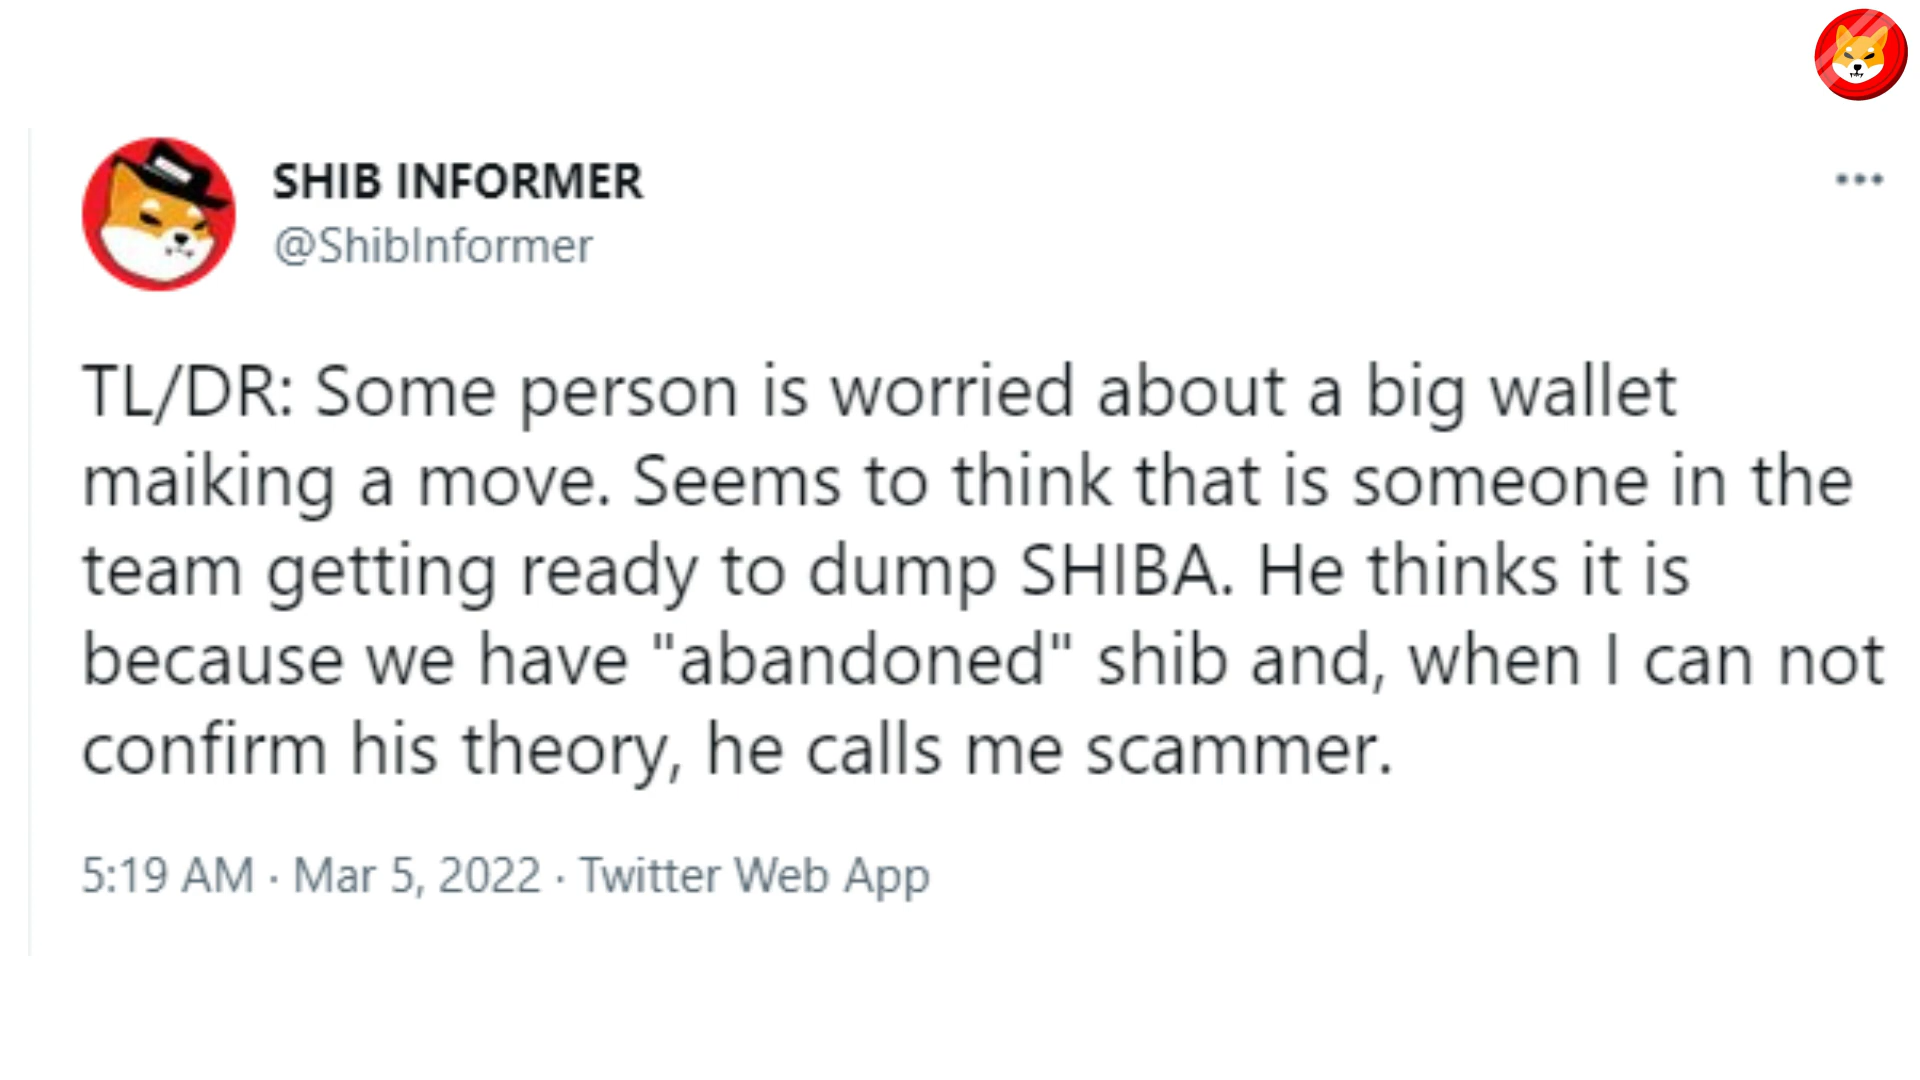 SHIB INFORMER
@ShibInformer
TL/DR: Some person is worried about a big wallet
maiking a move. Seems to think that is someone in the
team getting ready to dump SHIBA. He thinks it is
because we have "abandoned" shib and, when I can not
confirm his theory, he calls me scammer.
5:19 AM · Mar 5, 2022 · Twitter Web App